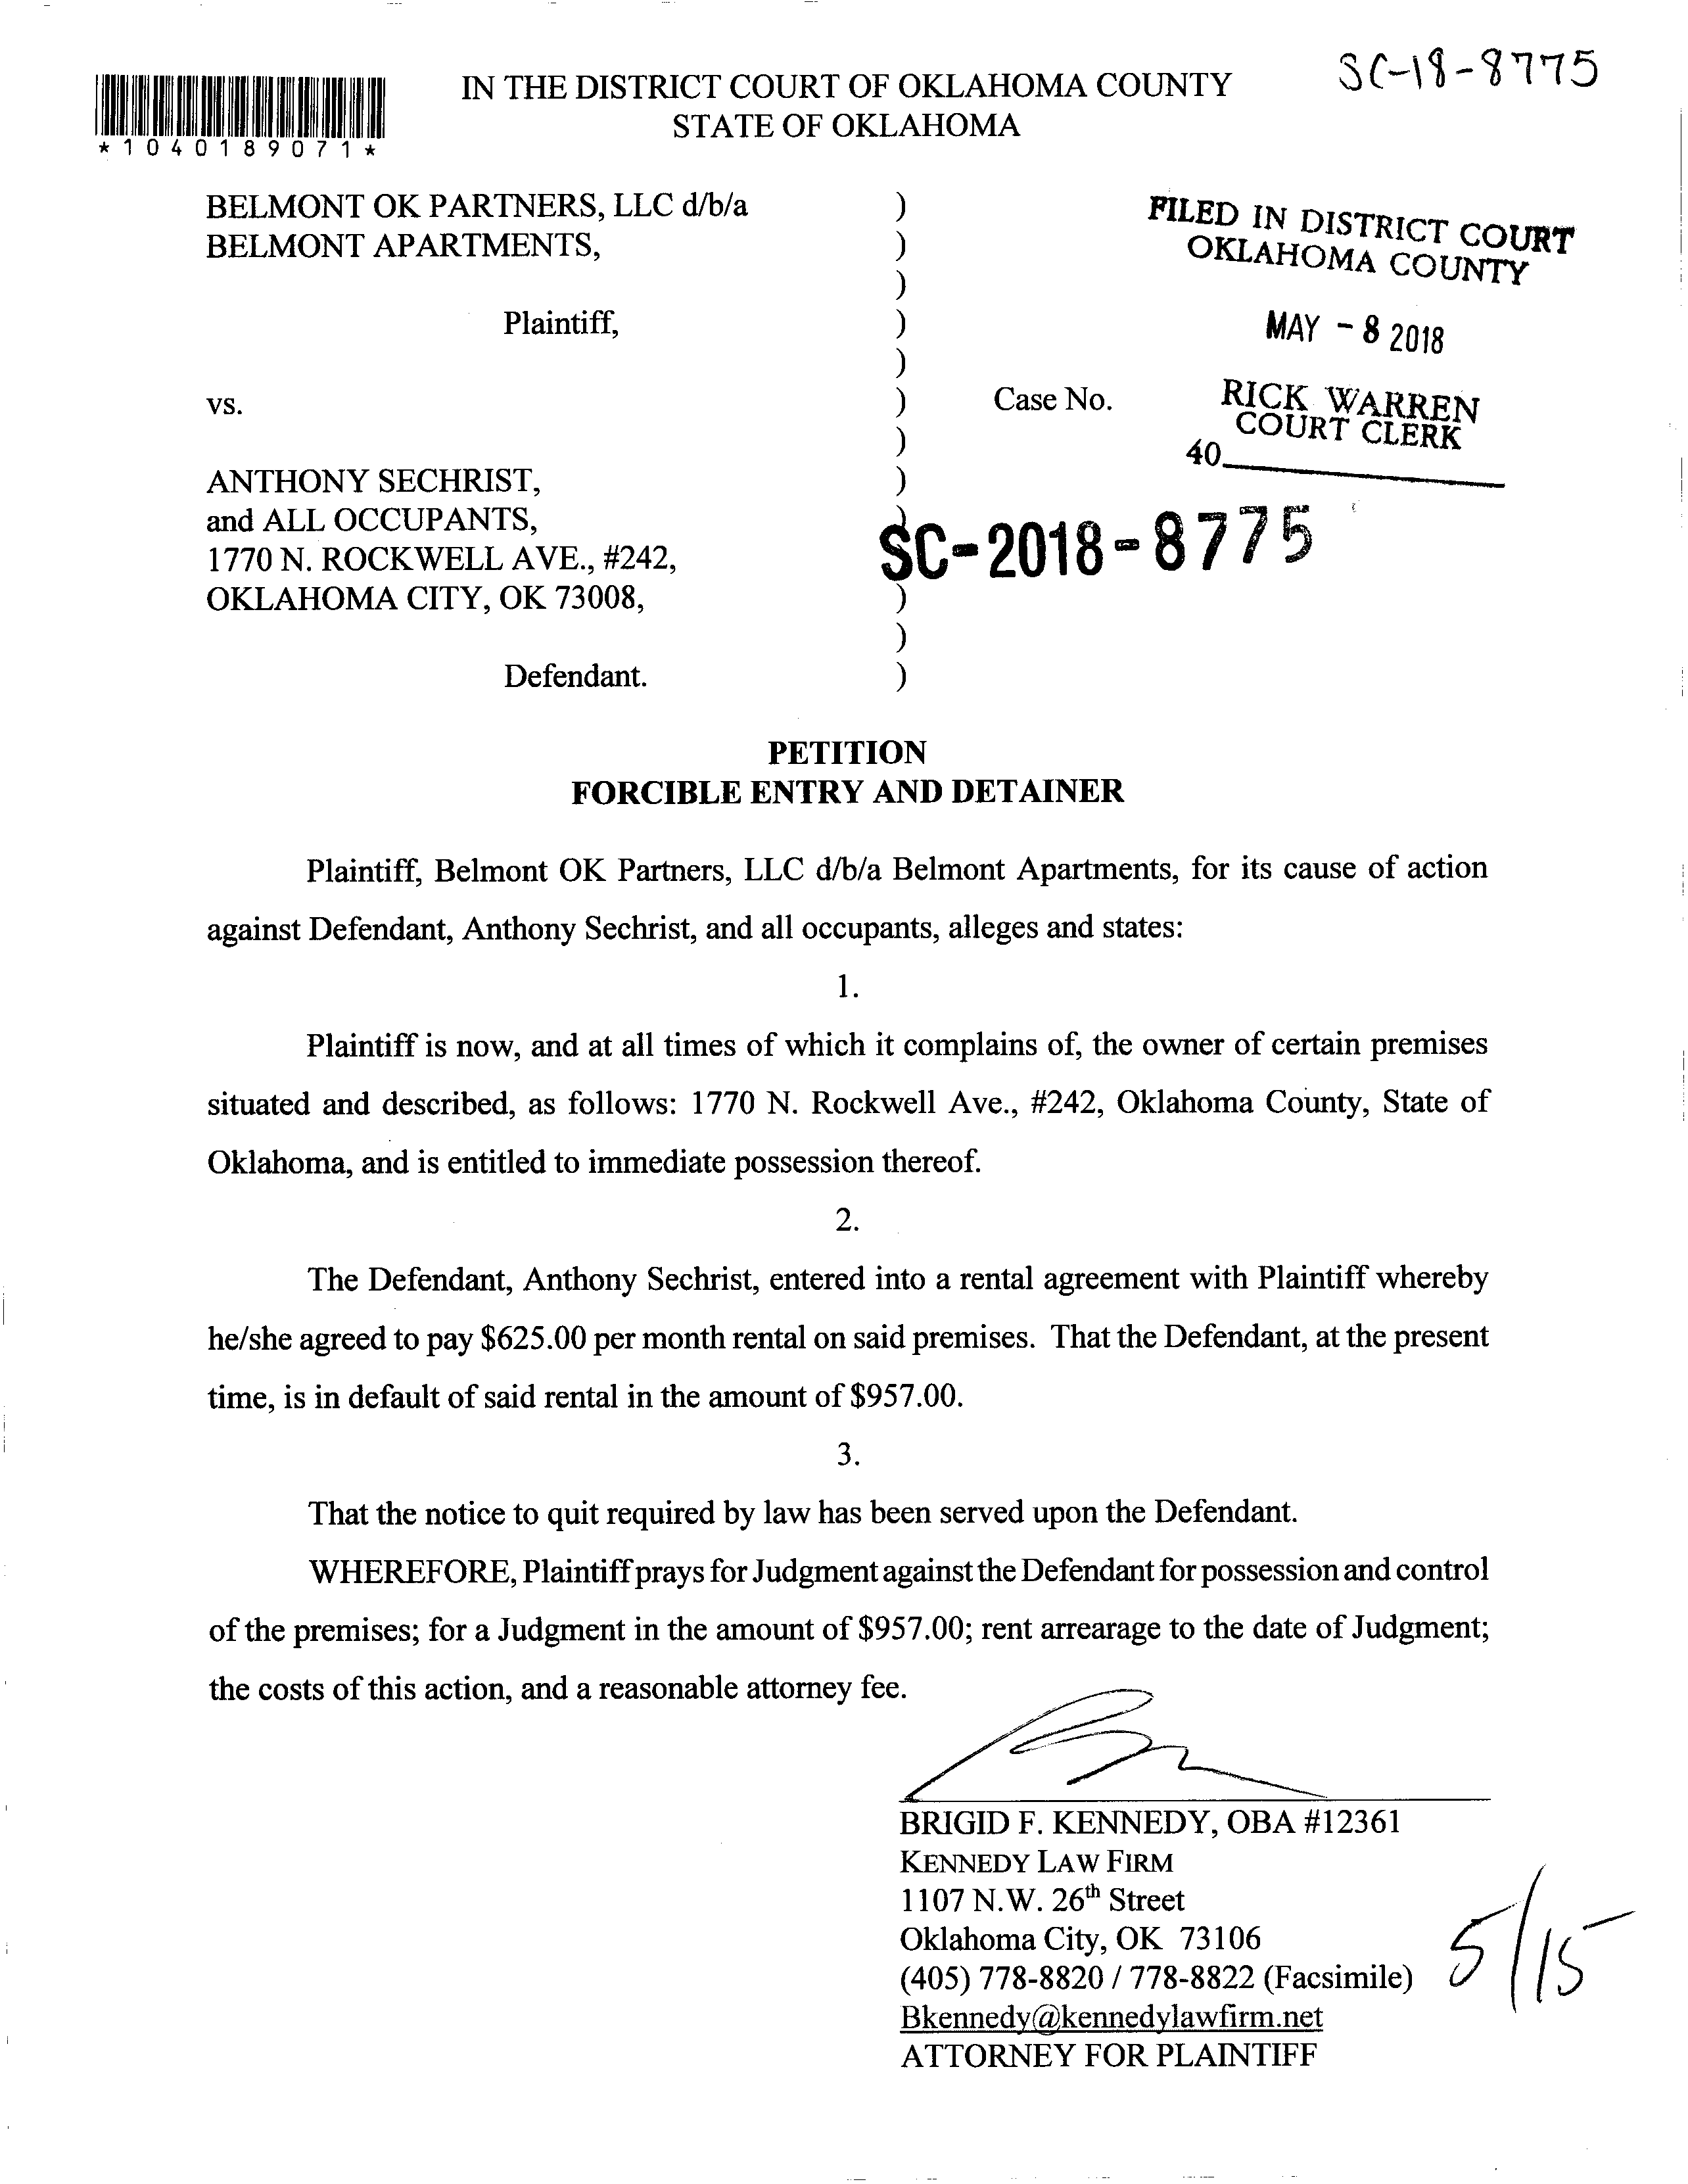 SC-18-8775
IN THE DISTRICT COURT OF OKLAHOMA COUNTY
STATE OF OKLAHOMA
*1040189071*
BELMONT OK PARTNERS, LLC d/b/a )
BELMONT APARTMENTS, )
)
Plaintiff, )
)
vs. ) Case No.
)
ANTHONY SECHRIST, )
and ALL OCCUPANTS, )
1770 N. ROCKWELL AVE., #242,
OKLAHOMA CITY, OK 73008, )
)
Defendant. )
FILED IN DISTRICT COURT
OKLAHOMA COUNTY
MAY - 8 2018
RICK WARREN
COURT CLERK
40
SC-2018-8775
PETITION
FORCIBLE ENTRY AND DETAINER
Plaintiff, Belmont OK Partners, LLC d/b/a Belmont Apartments, for its cause of action
against Defendant, Anthony Sechrist, and all occupants, alleges and states:
1.
Plaintiff is now, and at all times of which it complains of, the owner of certain premises
situated and described, as follows: 1770 N. Rockwell Ave., #242, Oklahoma County, State of
Oklahoma, and is entitled to immediate possession thereof.
2.
The Defendant, Anthony Sechrist, entered into a rental agreement with Plaintiff whereby
he/she agreed to pay $625.00 per month rental on said premises. That the Defendant, at the present
time, is in default of said rental in the amount of $957.00.
3.
That the notice to quit required by law has been served upon the Defendant.
WHEREFORE, Plaintiff prays for Judgment against the Defendant for possession and control
of the premises; for a Judgment in the amount of $957.00; rent arrearage to the date of Judgment;
the costs of this action, and a reasonable attorney fee.
BRIGID F. KENNEDY, OBA #12361
KENNEDY LAW FIRM
1107 N.W. 26th Street
Oklahoma City, OK 73106
(405) 778-8820 / 778-8822 (Facsimile)
Bkennedy@kennedylawfirm.net
ATTORNEY FOR PLAINTIFF
5/15